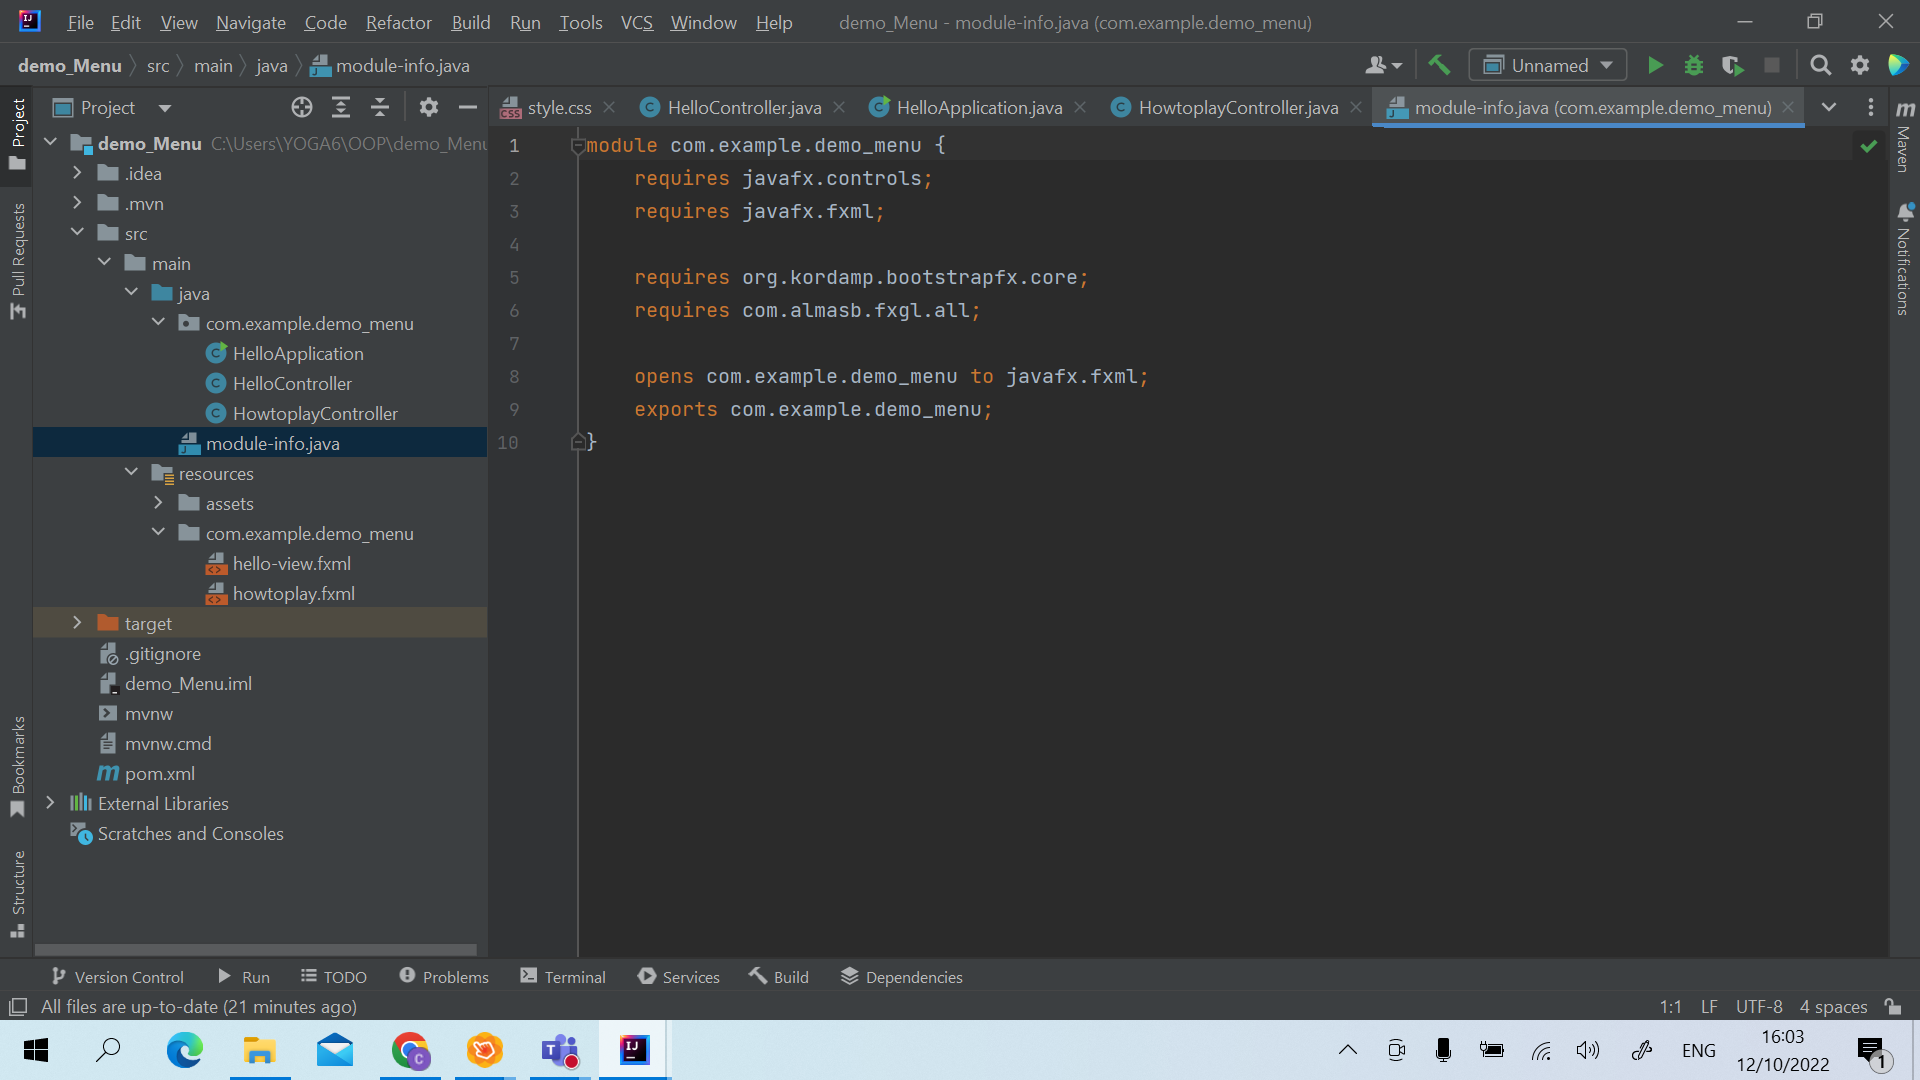 File Edit View Navigate Code Refactor Build Run Tools VCS Window Help demo_Menu - module-info.java (com.example.demo_menu)
demo_Menu src main java module-info.java Unnamed
Project style.css HelloController.java HelloApplication.java HowtoplayController.java module-info.java (com.example.demo_menu)
Project
Pull Requests
Bookmarks
Structure
demo_Menu C:\Users\YOGA6\OOP\demo_Menu
.idea
.mvn
src
main
java
com.example.demo_menu
HelloApplication
HelloController
HowtoplayController
module-info.java
resources
assets
com.example.demo_menu
hello-view.fxml
howtoplay.fxml
target
.gitignore
demo_Menu.iml
mvnw
mvnw.cmd
pom.xml
External Libraries
Scratches and Consoles
1 module com.example.demo_menu {
2 requires javafx.controls;
3 requires javafx.fxml;
4
5 requires org.kordamp.bootstrapfx.core;
6 requires com.almasb.fxgl.all;
7
8 opens com.example.demo_menu to javafx.fxml;
9 exports com.example.demo_menu;
10 }
Maven
Notifications
Version Control Run TODO Problems Terminal Services Build Dependencies
All files are up-to-date (21 minutes ago) 1:1 LF UTF-8 4 spaces
ENG 16:03
12/10/2022
1